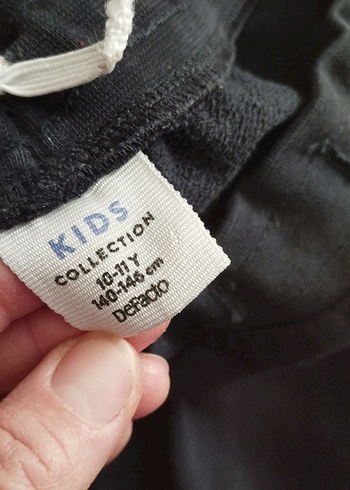 KIDS
COLLECTION
10-11 Y
140-146 cm
DeFacto